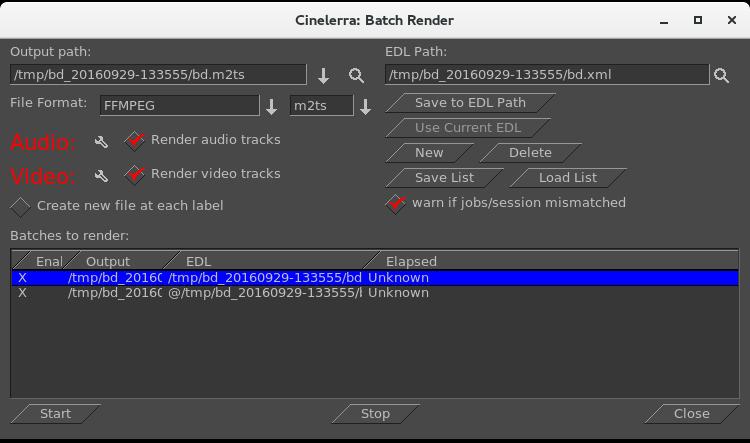 Cinelerra: Batch Render
Output path:
/tmp/bd_20160929-133555/bd.m2ts
File Format:
FFMPEG
m2ts
Audio:
Render audio tracks
Video:
Render video tracks
Create new file at each label
EDL Path:
/tmp/bd_20160929-133555/bd.xml
Save to EDL Path
Use Current EDL
New
Delete
Save List
Load List
warn if jobs/session mismatched
Batches to render:
Enal Output EDL Elapsed
X /tmp/bd_2016( /tmp/bd_20160929-133555/bd Unknown
X /tmp/bd_2016( @/tmp/bd_20160929-133555/ Unknown
Start
Stop
Close